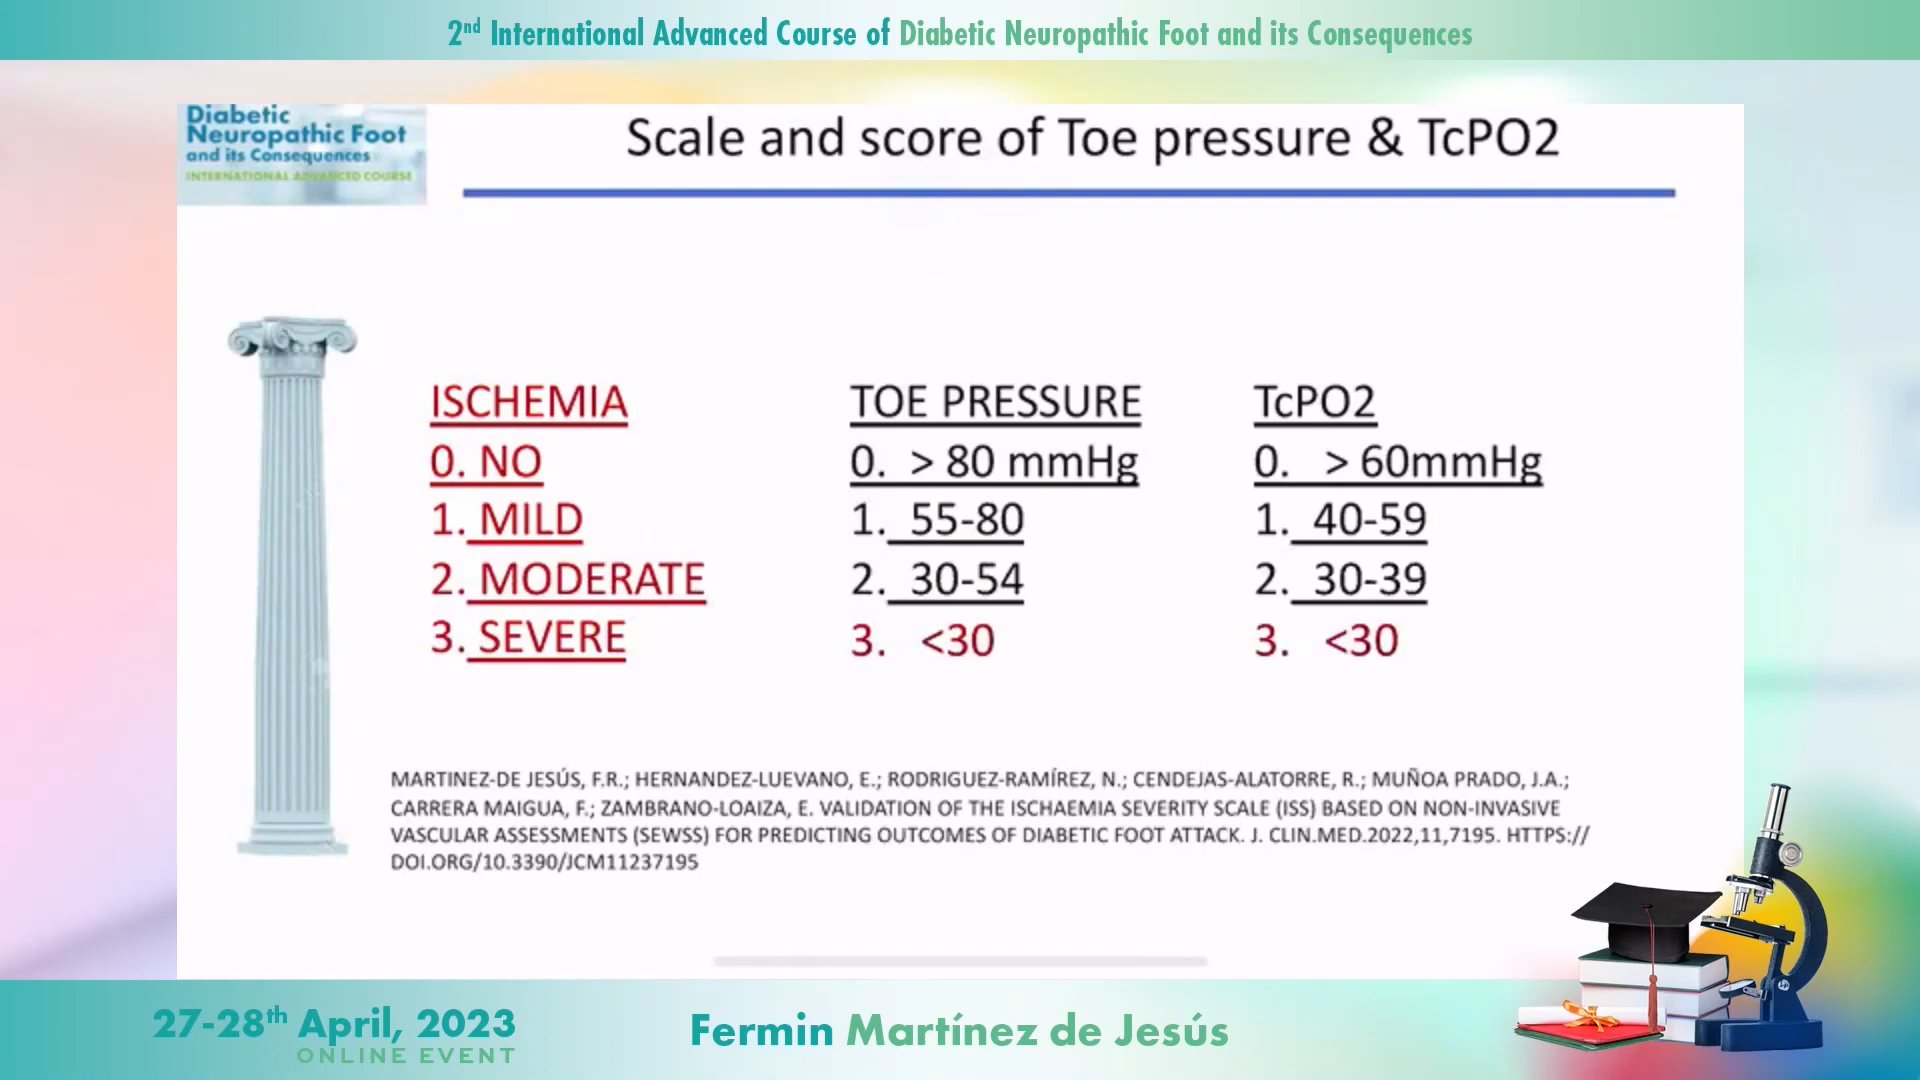 2nd International Advanced Course of Diabetic Neuropathic Foot and its Consequences
Diabetic
Neuropathic Foot
and its Consequences
INTERNATIONAL ADVANCED COURSE
Scale and score of Toe pressure & TcPO2
ISCHEMIA
0. NO
1. MILD
2. MODERATE
3. SEVERE
TOE PRESSURE
0. > 80 mmHg
1. 55-80
2. 30-54
3. <30
TcPO2
0. > 60mmHg
1. 40-59
2. 30-39
3. <30
MARTINEZ-DE JESÚS, F.R.; HERNANDEZ-LUEVANO, E.; RODRIGUEZ-RAMÍREZ, N.; CENDEJAS-ALATORRE, R.; MUÑOA PRADO, J.A.;
CARRERA MAIGUA, F.; ZAMBRANO-LOAIZA, E. VALIDATION OF THE ISCHAEMIA SEVERITY SCALE (ISS) BASED ON NON-INVASIVE
VASCULAR ASSESSMENTS (SEWSS) FOR PREDICTING OUTCOMES OF DIABETIC FOOT ATTACK. J. CLIN.MED.2022,11,7195. HTTPS://
DOI.ORG/10.3390/JCM11237195
27-28th April, 2023
ONLINE EVENT
Fermin Martínez de Jesús